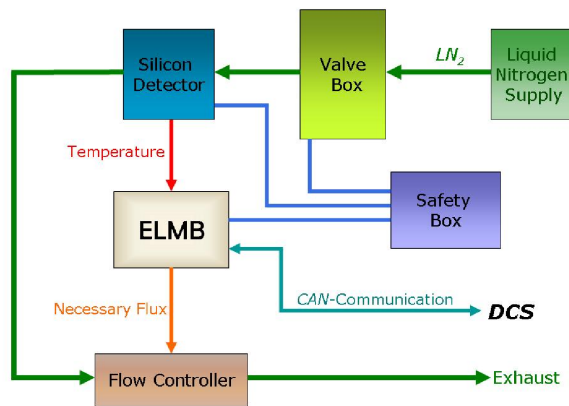 Silicon
Detector
Valve
Box
LN₂
Liquid
Nitrogen
Supply
Temperature
Safety
Box
ELMB
CAN-Communication
DCS
Necessary Flux
Flow Controller
Exhaust